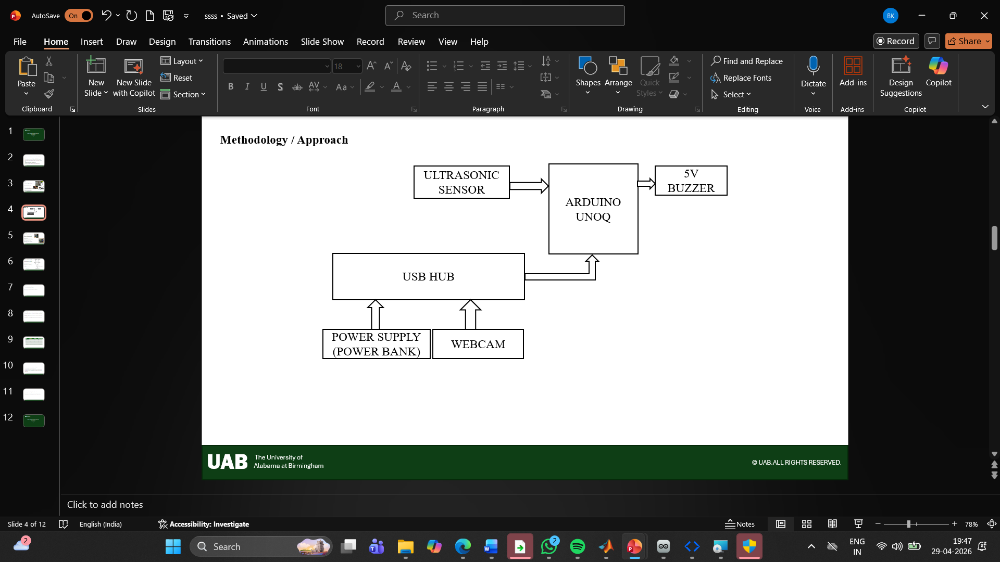 AutoSave On
ssss • Saved
Search
BK
File Home Insert Draw Design Transitions Animations Slide Show Record Review View Help
Record
Share
Paste
Clipboard
New Slide
New Slide with Copilot
Layout
Reset
Section
Slides
18
B I U S ab AV Aa A
Font
Paragraph
Shapes
Arrange
Quick Styles
Drawing
Find and Replace
Replace Fonts
Select
Editing
Dictate
Voice
Add-ins
Add-ins
Design Suggestions
Copilot
Copilot
1
2
3
4
5
6
7
8
9
10
11
12
Methodology / Approach
ULTRASONIC
SENSOR
ARDUINO
UNOQ
5V
BUZZER
USB HUB
POWER SUPPLY
(POWER BANK)
WEBCAM
UAB The University of
Alabama at Birmingham
© UAB.ALL RIGHTS RESERVED.
Click to add notes
Slide 4 of 12
English (India)
Accessibility: Investigate
Notes
78%
2
Search
2
ENG
IN
19:47
29-04-2026